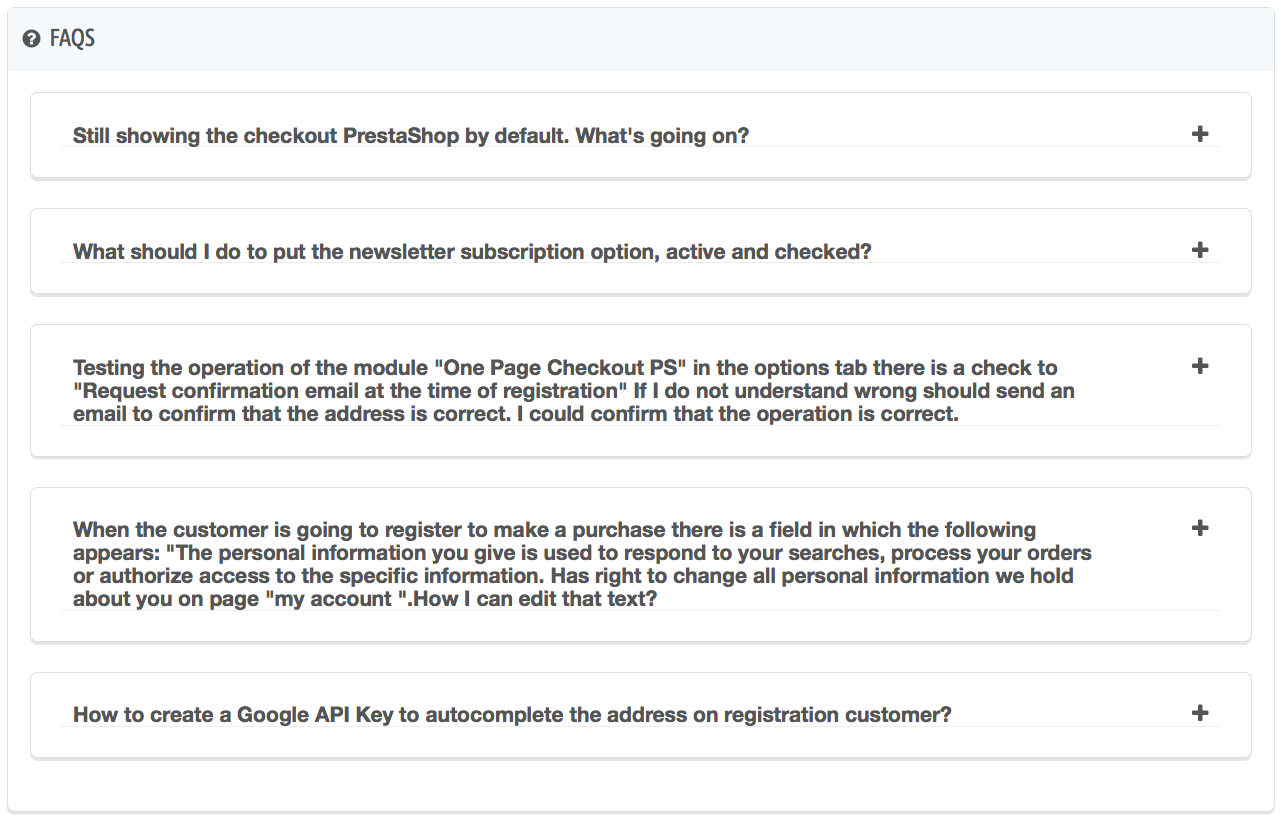 FAQS
Still showing the checkout PrestaShop by default. What's going on?
What should I do to put the newsletter subscription option, active and checked?
Testing the operation of the module "One Page Checkout PS" in the options tab there is a check to
"Request confirmation email at the time of registration" If I do not understand wrong should send an
email to confirm that the address is correct. I could confirm that the operation is correct.
When the customer is going to register to make a purchase there is a field in which the following
appears: "The personal information you give is used to respond to your searches, process your orders
or authorize access to the specific information. Has right to change all personal information we hold
about you on page "my account ".How I can edit that text?
How to create a Google API Key to autocomplete the address on registration customer?